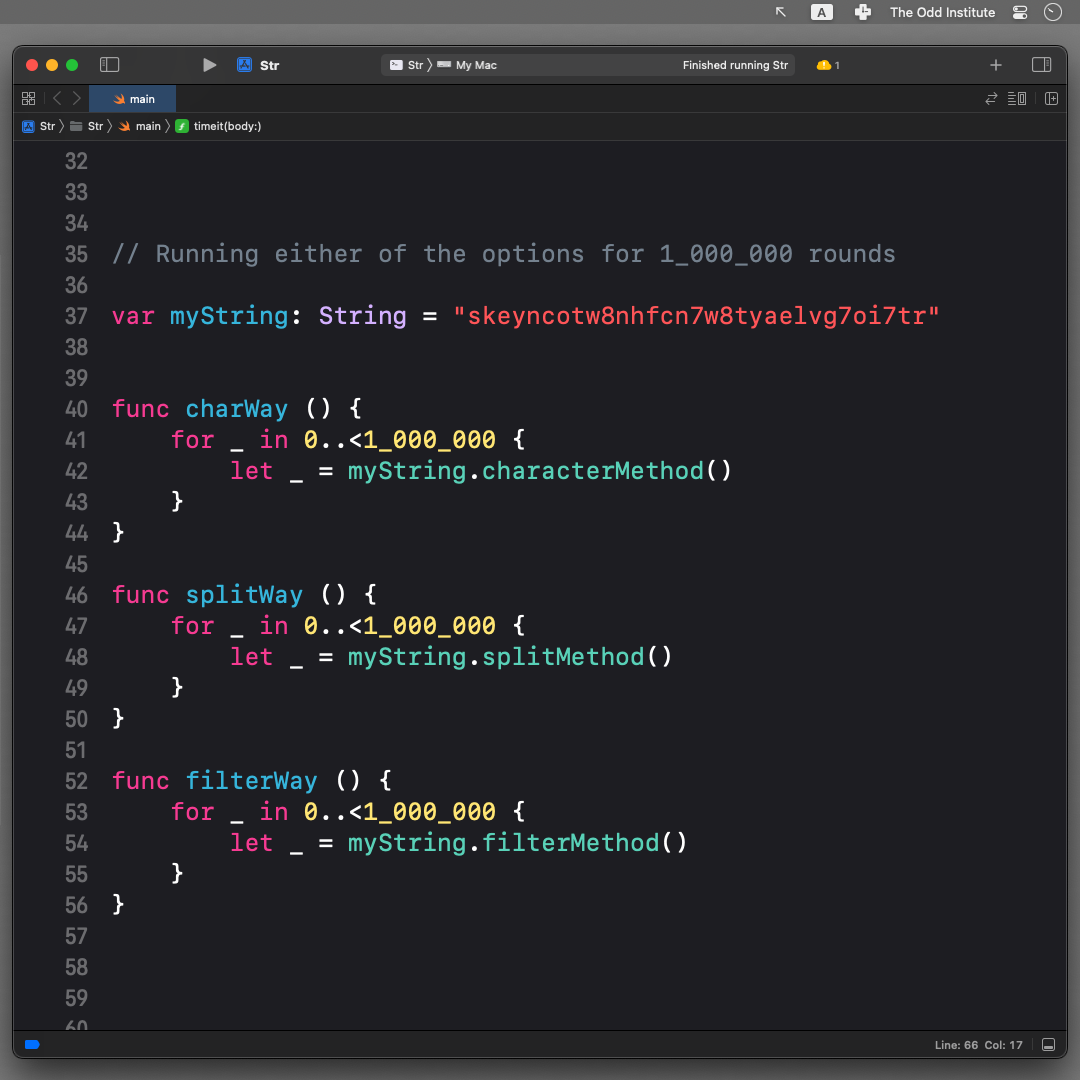 A The Odd Institute
Str Str 〉 My Mac Finished running Str 1
main
Str 〉 Str 〉 main 〉 f timeit(body:)
32
33
34
35 // Running either of the options for 1_000_000 rounds
36
37 var myString: String = "skeyncotw8nhfcn7w8tyaelvg7oi7tr"
38
39
40 func charWay () {
41     for _ in 0..<1_000_000 {
42         let _ = myString.characterMethod()
43     }
44 }
45
46 func splitWay () {
47     for _ in 0..<1_000_000 {
48         let _ = myString.splitMethod()
49     }
50 }
51
52 func filterWay () {
53     for _ in 0..<1_000_000 {
54         let _ = myString.filterMethod()
55     }
56 }
57
58
59
60
Line: 66 Col: 17